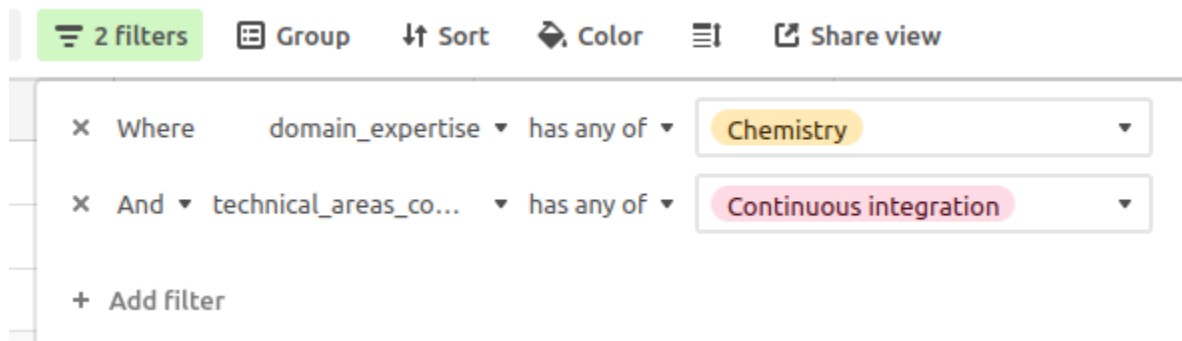 2 filters Group Sort Color Share view
Where domain_expertise has any of Chemistry
And technical_areas_co... has any of Continuous integration
+ Add filter